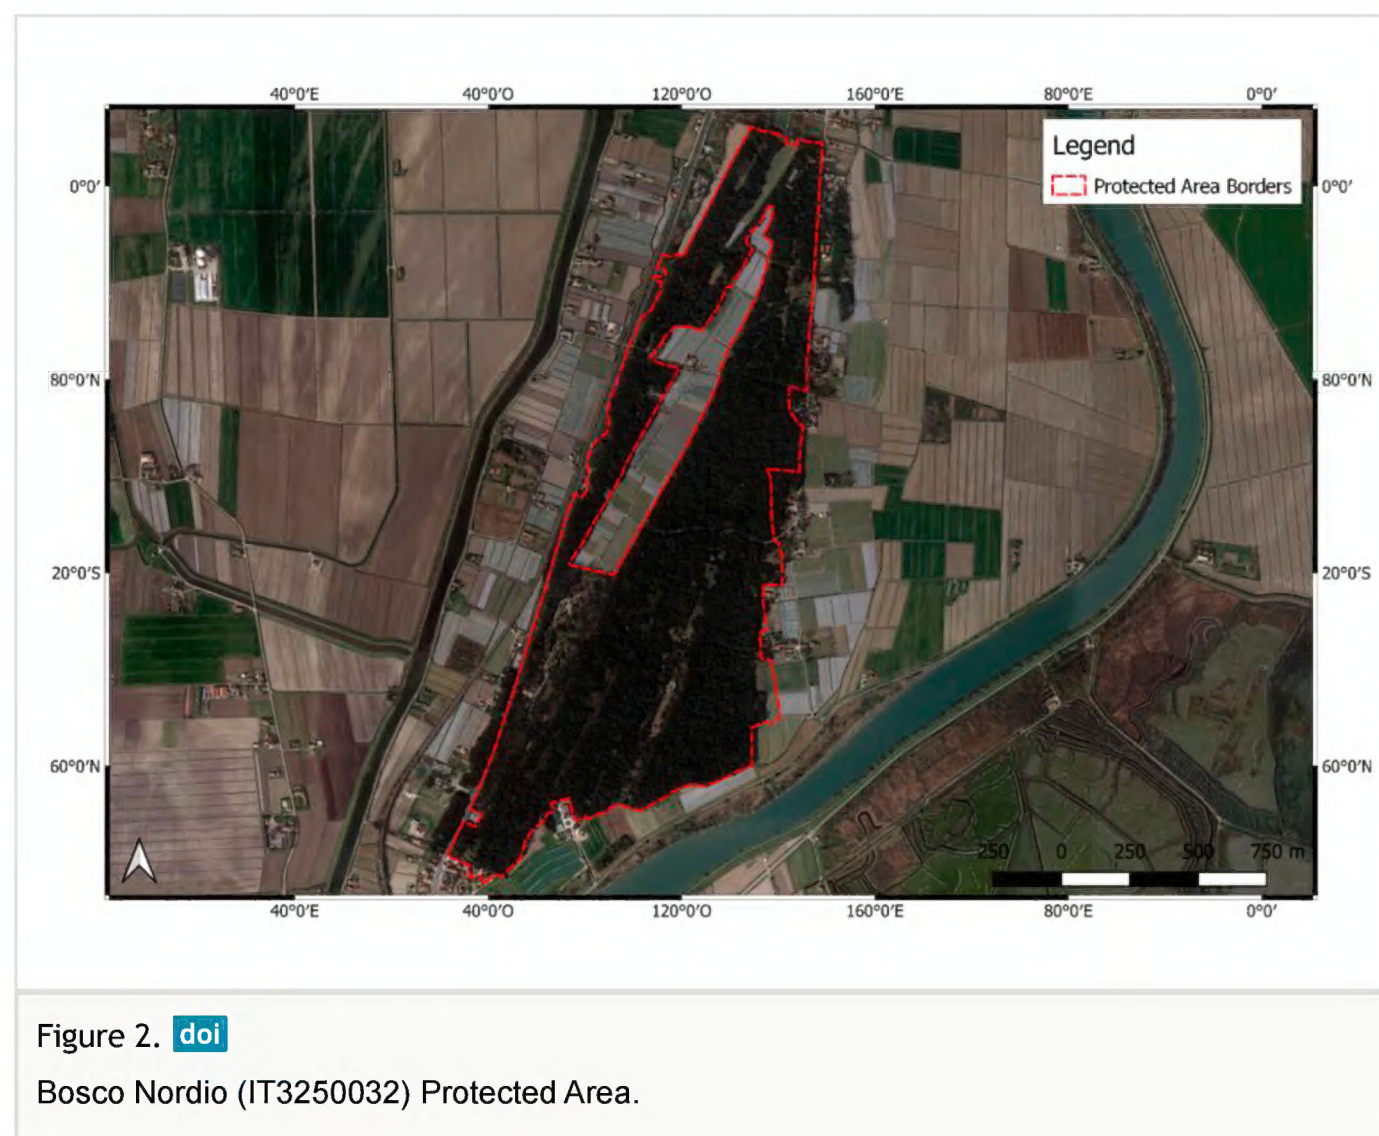 40°0'E 40°0'O 120°0'O 160°0'E 80°0'E 0°0'
Legend
Protected Area Borders
0°0' 0°0'
80°0'N 80°0'N
20°0'S 20°0'S
60°0'N 60°0'N
250 0 250 500 750 m
40°0'E 40°0'O 120°0'O 160°0'E 80°0'E 0°0'
Figure 2. doi
Bosco Nordio (IT3250032) Protected Area.